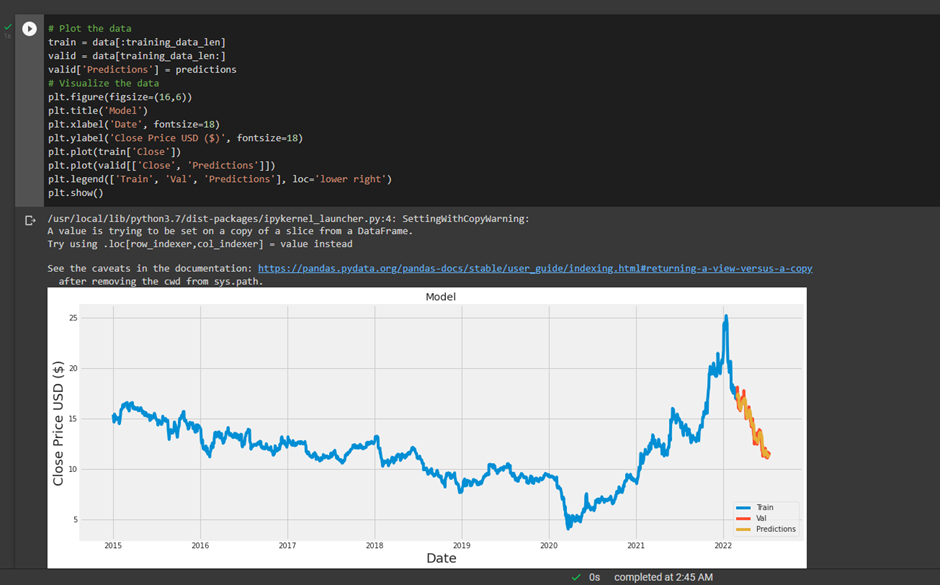 # Plot the data
train = data[:training_data_len]
valid = data[training_data_len:]
valid['Predictions'] = predictions
# Visualize the data
plt.figure(figsize=(16,6))
plt.title('Model')
plt.xlabel('Date', fontsize=18)
plt.ylabel('Close Price USD ($)', fontsize=18)
plt.plot(train['Close'])
plt.plot(valid[['Close', 'Predictions']])
plt.legend(['Train', 'Val', 'Predictions'], loc='lower right')
plt.show()
/usr/local/lib/python3.7/dist-packages/ipykernel_launcher.py:4: SettingWithCopyWarning:
A value is trying to be set on a copy of a slice from a DataFrame.
Try using .loc[row_indexer,col_indexer] = value instead
See the caveats in the documentation: https://pandas.pydata.org/pandas-docs/stable/user_guide/indexing.html#returning-a-view-versus-a-copy
after removing the cwd from sys.path.
Model
Close Price USD ($)
25
20
15
10
5
Train
Val
Predictions
2015 2016 2017 2018 2019 2020 2021 2022
Date
0s completed at 2:45 AM